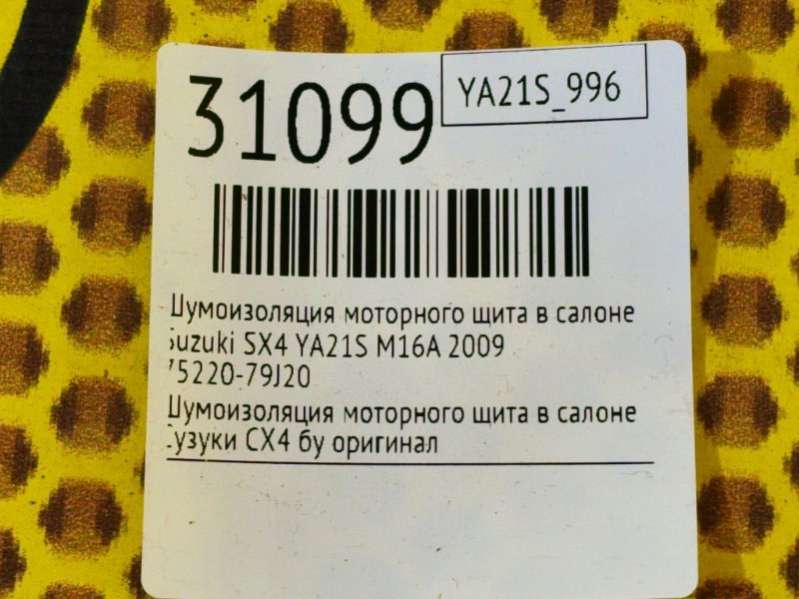 31099
YA21S_996
Шумоизоляция моторного щита в салоне
Suzuki SX4 YA21S M16A 2009
75220-79J20
Шумоизоляция моторного щита в салоне
Сузуки СХ4 бу оригинал